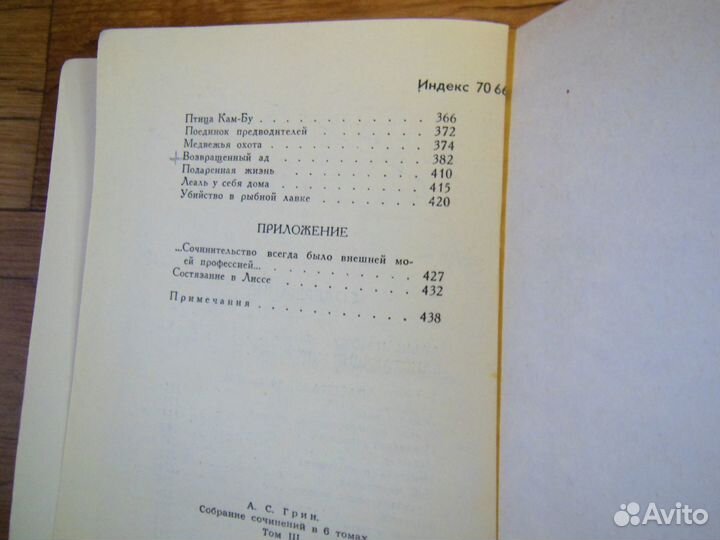 Индекс 7066
Птица Кам-Бу . . . . . . . . . . . . . 366
Поединок предводителей . . . . . . . . 372
Медвежья охота . . . . . . . . . . . . 374
Возвращенный ад . . . . . . . . . . . 382
Подаренная жизнь . . . . . . . . . . . 410
Леаль у себя дома . . . . . . . . . . . 415
Убийство в рыбной лавке . . . . . . . . 420
ПРИЛОЖЕНИЕ
...Сочинительство всегда было внешней мо-
ей профессией... . . . . . . . . . . . 427
Состязание в Лиссе . . . . . . . . . . 432
Примечания . . . . . . . . . . . . . 438
А. С. Грин.
Собрание сочинений в 6 томах
Том III
Avito